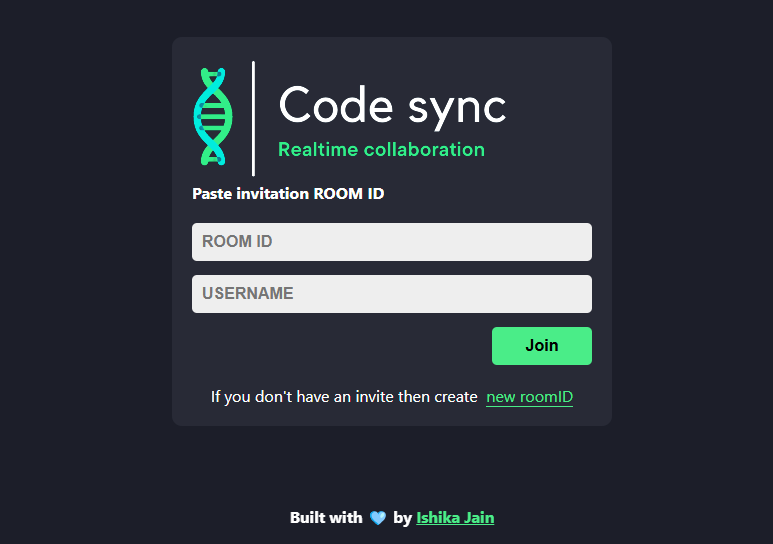 Code sync
Realtime collaboration
Paste invitation ROOM ID
ROOM ID
USERNAME
Join
If you don't have an invite then create new roomID
Built with 🩵 by Ishika Jain